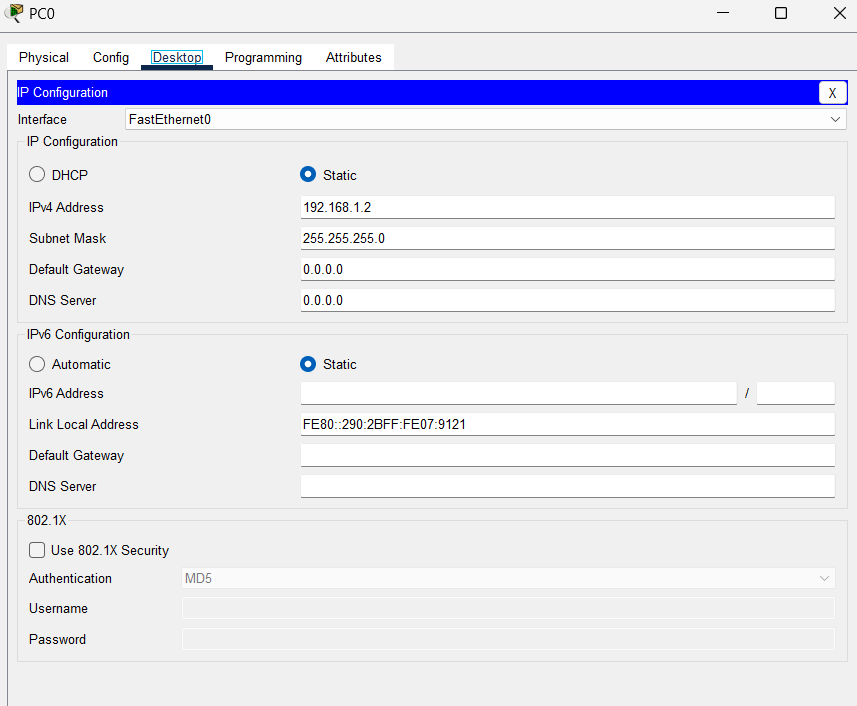 PC0
Physical Config Desktop Programming Attributes
IP Configuration X
Interface FastEthernet0
IP Configuration
DHCP Static
IPv4 Address 192.168.1.2
Subnet Mask 255.255.255.0
Default Gateway 0.0.0.0
DNS Server 0.0.0.0
IPv6 Configuration
Automatic Static
IPv6 Address /
Link Local Address FE80::290:2BFF:FE07:9121
Default Gateway
DNS Server
802.1X
Use 802.1X Security
Authentication MD5
Username
Password